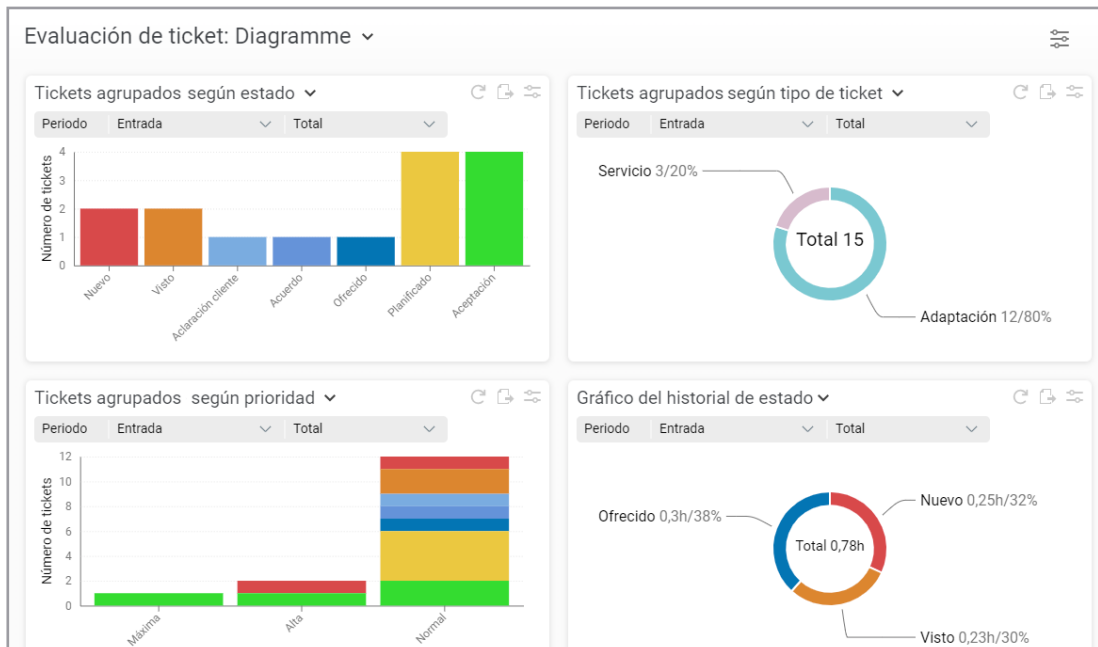 Evaluación de ticket: Diagramme
Tickets agrupados según estado
Periodo Entrada Total
Número de tickets
4
3
2
1
0
Nuevo
Visto
Aclaración cliente
Acuerdo
Ofrecido
Planificado
Aceptación
Tickets agrupados según tipo de ticket
Periodo Entrada Total
Servicio 3/20%
Total 15
Adaptación 12/80%
Tickets agrupados según prioridad
Periodo Entrada Total
Número de tickets
12
10
8
6
4
2
0
Máxima
Alta
Normal
Gráfico del historial de estado
Periodo Entrada Total
Ofrecido 0,3h/38%
Nuevo 0,25h/32%
Total 0,78h
Visto 0,23h/30%